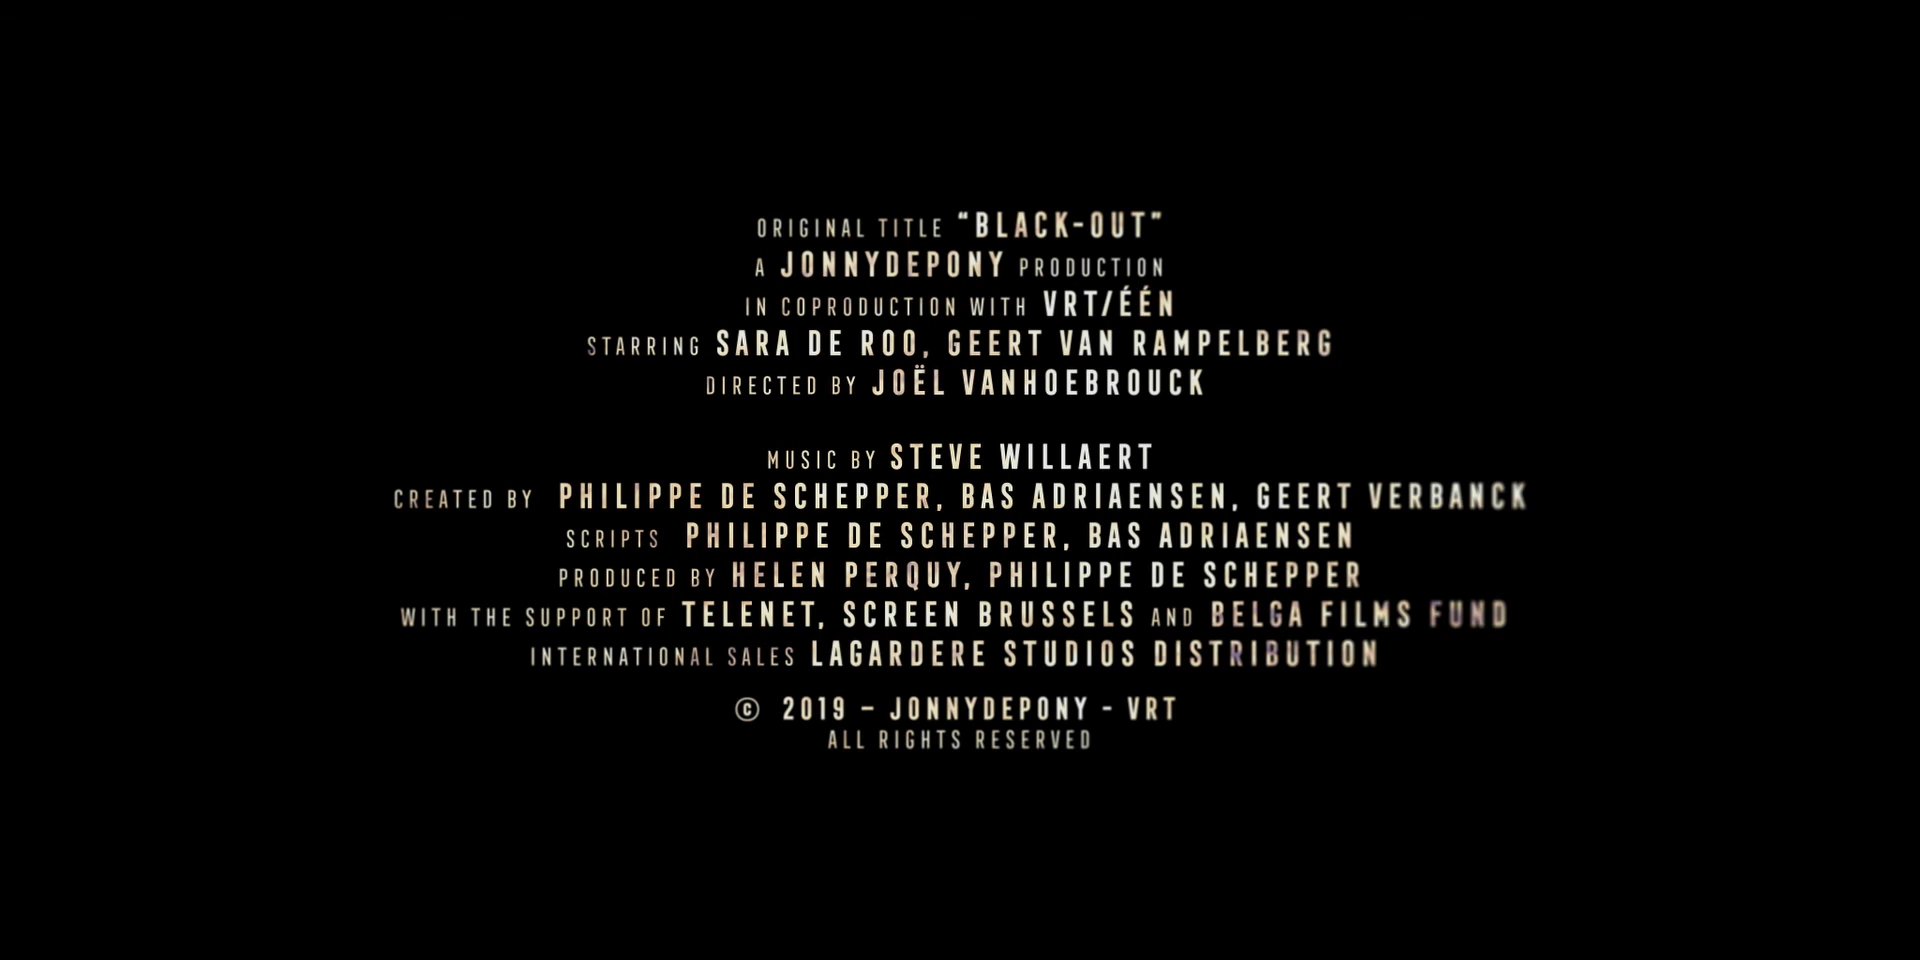 ORIGINAL TITLE “BLACK-OUT”
A JONNYDEPONY PRODUCTION
IN COPRODUCTION WITH VRT/ÉÉN
STARRING SARA DE ROO, GEERT VAN RAMPELBERG
DIRECTED BY JOËL VANHOEBROUCK
MUSIC BY STEVE WILLAERT
CREATED BY PHILIPPE DE SCHEPPER, BAS ADRIAENSEN, GEERT VERBANCK
SCRIPTS PHILIPPE DE SCHEPPER, BAS ADRIAENSEN
PRODUCED BY HELEN PERQUY, PHILIPPE DE SCHEPPER
WITH THE SUPPORT OF TELENET, SCREEN BRUSSELS AND BELGA FILMS FUND
INTERNATIONAL SALES LAGARDERE STUDIOS DISTRIBUTION
© 2019 – JONNYDEPONY - VRT
ALL RIGHTS RESERVED